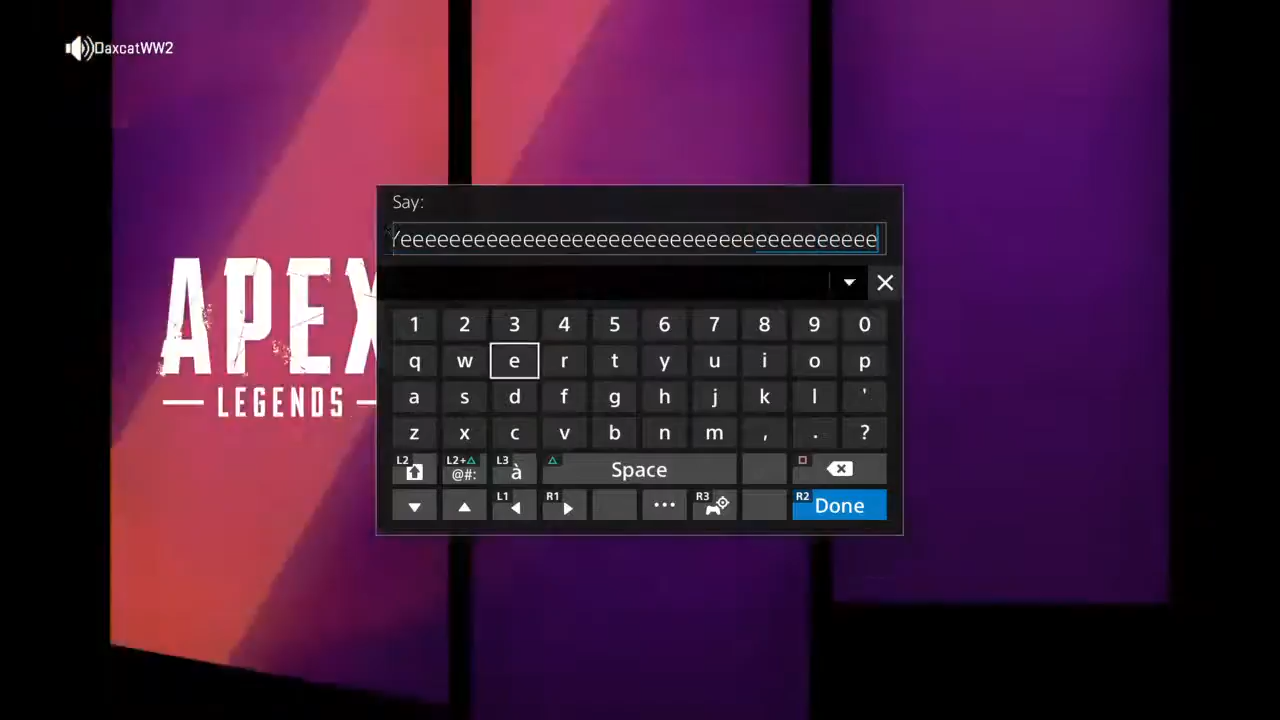 DaxcatWW2
Say:
Yeeeeeeeeeeeeeeeeeeeeeeeeeeeeeeeeeeeeeee
APEX
LEGENDS
1 2 3 4 5 6 7 8 9 0
q w e r t y u i o p
a s d f g h j k l '
z x c v b n m , . ?
L2 L2+△ @#: L3 à △ Space □
L1 R1 ... R3 R2 Done